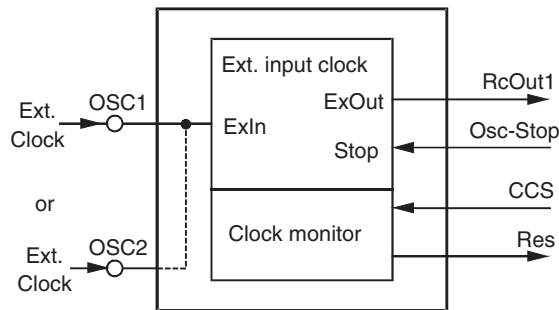 Ext. input clock
RcOut1
ExOut
OSC1
Ext.
Clock
ExIn
Osc-Stop
Stop
CCS
or
Clock monitor
Res
OSC2
Ext.
Clock